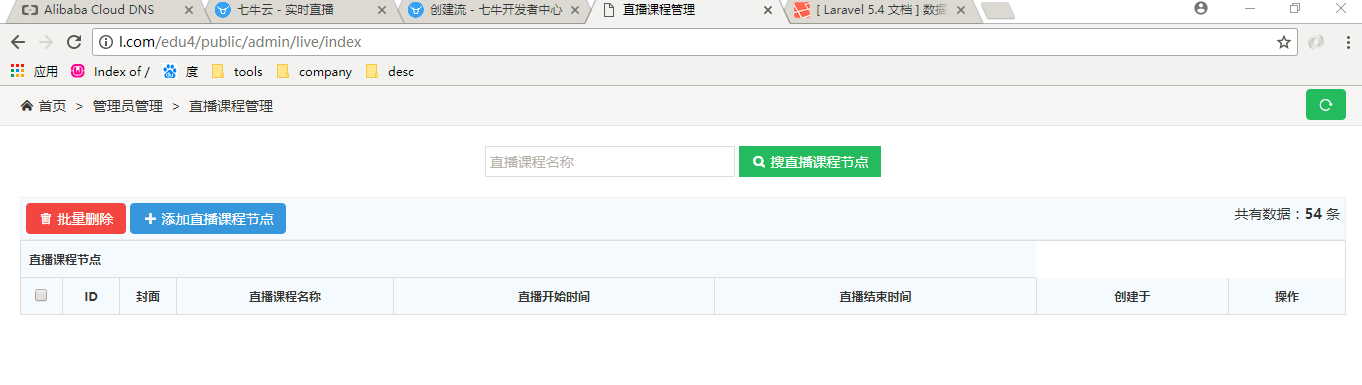 Alibaba Cloud DNS
七牛云 - 实时直播
创建流 - 七牛开发者中心
直播课程管理
[ Laravel 5.4 文档 ] 数据
l.com/edu4/public/admin/live/index
应用 Index of / 度 tools company desc
首页 > 管理员管理 > 直播课程管理
直播课程名称 搜直播课程节点
批量删除 添加直播课程节点 共有数据：54 条
直播课程节点
ID 封面 直播课程名称 直播开始时间 直播结束时间 创建于 操作